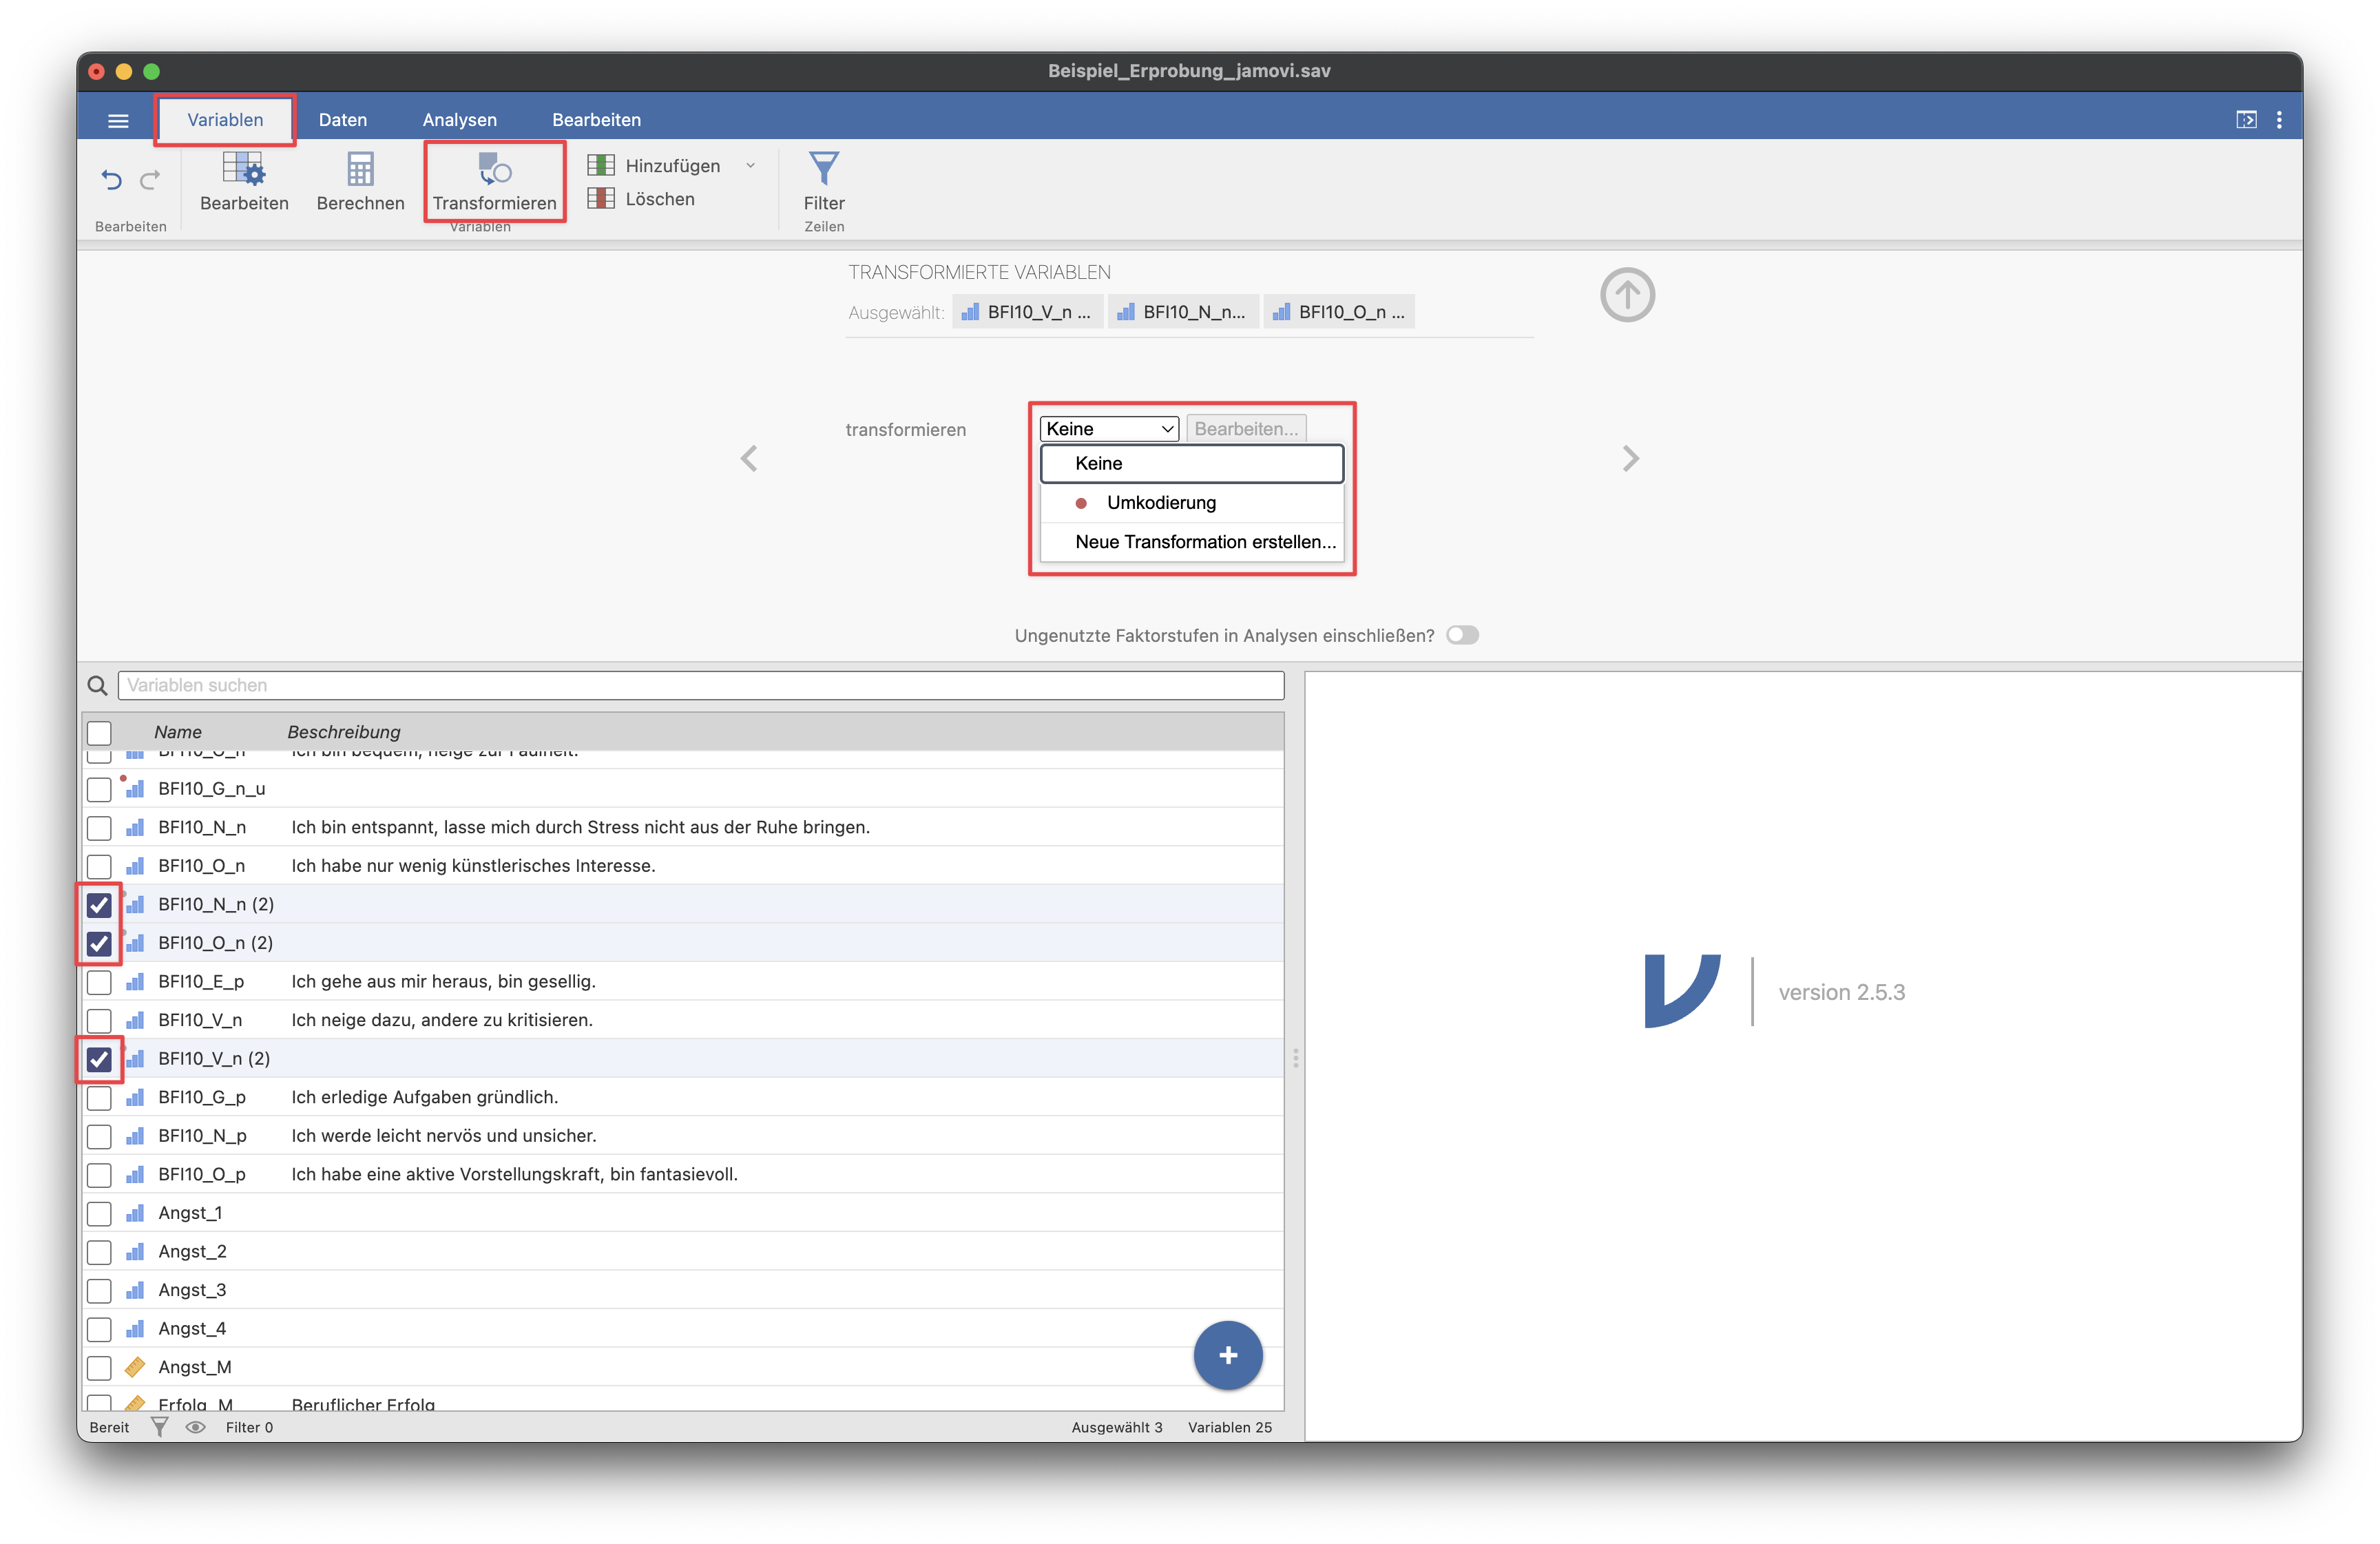 Beispiel_Erprobung_jamovi.sav
Variablen Daten Analysen Bearbeiten
Bearbeiten Berechnen Transformieren Hinzufügen Löschen Filter
Bearbeiten Variablen Zeilen
TRANSFORMIERTE VARIABLEN
Ausgewählt: BFI10_V_n ... BFI10_N_n... BFI10_O_n ...
transformieren Keine Bearbeiten...
Keine
Umkodierung
Neue Transformation erstellen...
Ungenutzte Faktorstufen in Analysen einschließen?
Variablen suchen
Name Beschreibung
Ich bin bequem, neige zur Faulheit.
BFI10_G_n_u
BFI10_N_n Ich bin entspannt, lasse mich durch Stress nicht aus der Ruhe bringen.
BFI10_O_n Ich habe nur wenig künstlerisches Interesse.
BFI10_N_n (2)
BFI10_O_n (2)
BFI10_E_p Ich gehe aus mir heraus, bin gesellig.
BFI10_V_n Ich neige dazu, andere zu kritisieren.
BFI10_V_n (2)
BFI10_G_p Ich erledige Aufgaben gründlich.
BFI10_N_p Ich werde leicht nervös und unsicher.
BFI10_O_p Ich habe eine aktive Vorstellungskraft, bin fantasievoll.
Angst_1
Angst_2
Angst_3
Angst_4
Angst_M
Erfolg_M Beruflicher Erfolg
Bereit Filter 0 Ausgewählt 3 Variablen 25
version 2.5.3